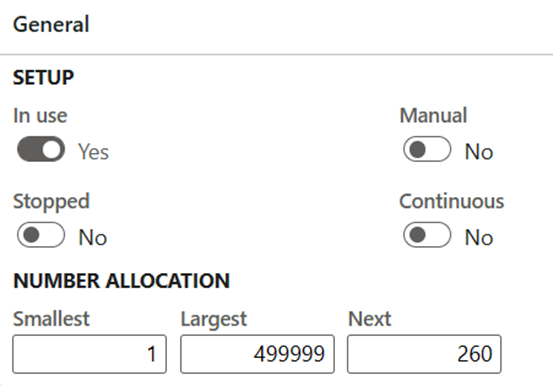 General
SETUP
In use Manual
Yes No
Stopped Continuous
No No
NUMBER ALLOCATION
Smallest Largest Next
1 499999 260